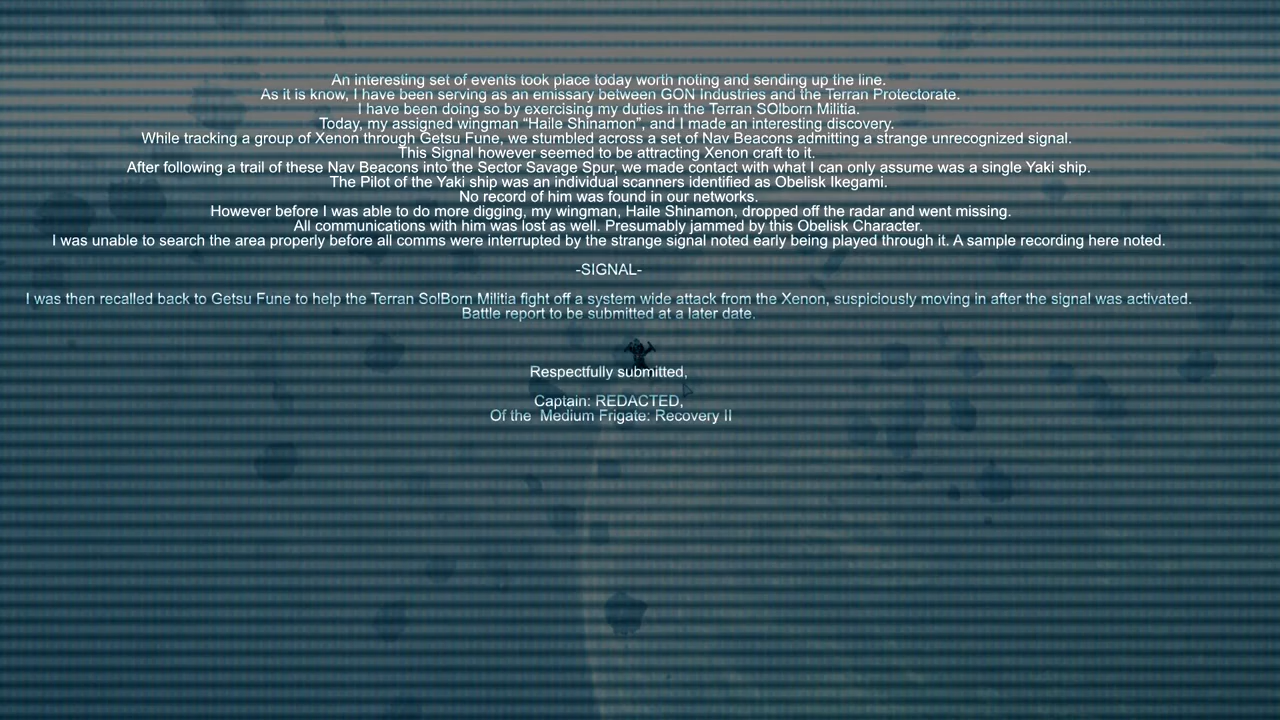 An interesting set of events took place today worth noting and sending up the line.
As it is know, I have been serving as an emissary between GON Industries and the Terran Protectorate.
I have been doing so by exercising my duties in the Terran SOlborn Militia.
Today, my assigned wingman “Haile Shinamon”, and I made an interesting discovery.
While tracking a group of Xenon through Getsu Fune, we stumbled across a set of Nav Beacons admitting a strange unrecognized signal.
This Signal however seemed to be attracting Xenon craft to it.
After following a trail of these Nav Beacons into the Sector Savage Spur, we made contact with what I can only assume was a single Yaki ship.
The Pilot of the Yaki ship was an individual scanners identified as Obelisk Ikegami.
No record of him was found in our networks.
However before I was able to do more digging, my wingman, Haile Shinamon, dropped off the radar and went missing.
All communications with him was lost as well. Presumably jammed by this Obelisk Character.
I was unable to search the area properly before all comms were interrupted by the strange signal noted early being played through it. A sample recording here noted.
-SIGNAL-
I was then recalled back to Getsu Fune to help the Terran SolBorn Militia fight off a system wide attack from the Xenon, suspiciously moving in after the signal was activated.
Battle report to be submitted at a later date.
Respectfully submitted,
Captain: REDACTED,
Of the  Medium Frigate: Recovery II